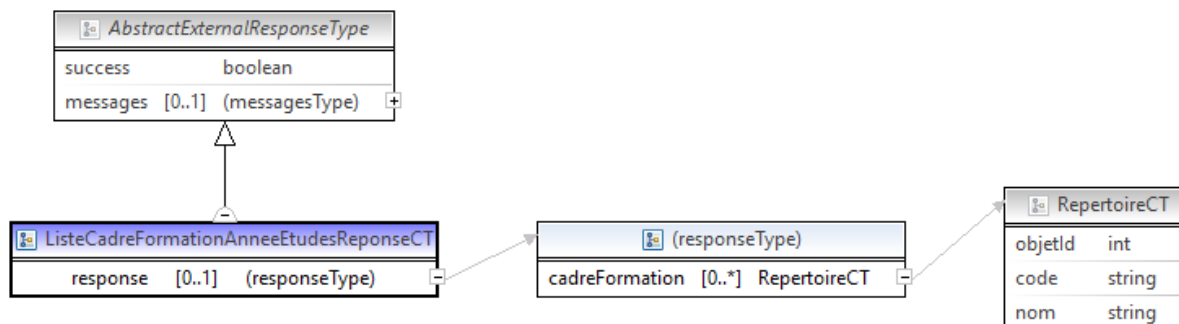 AbstractExternalResponseType
success boolean
messages [0..1] (messagesType)
ListeCadreFormationAnneeEtudesReponseCT
response [0..1] (responseType)
(responseType)
cadreFormation [0..*] RepertoireCT
RepertoireCT
objetId int
code string
nom string